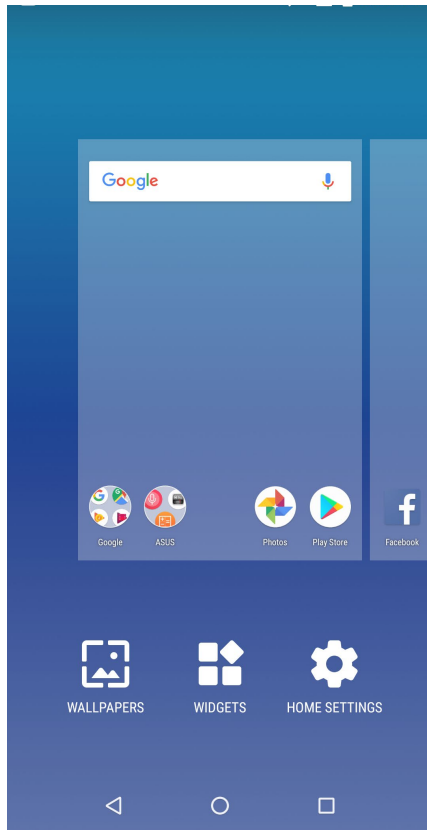 Google
Google
ASUS
Photos
Play Store
Facebook
WALLPAPERS
WIDGETS
HOME SETTINGS